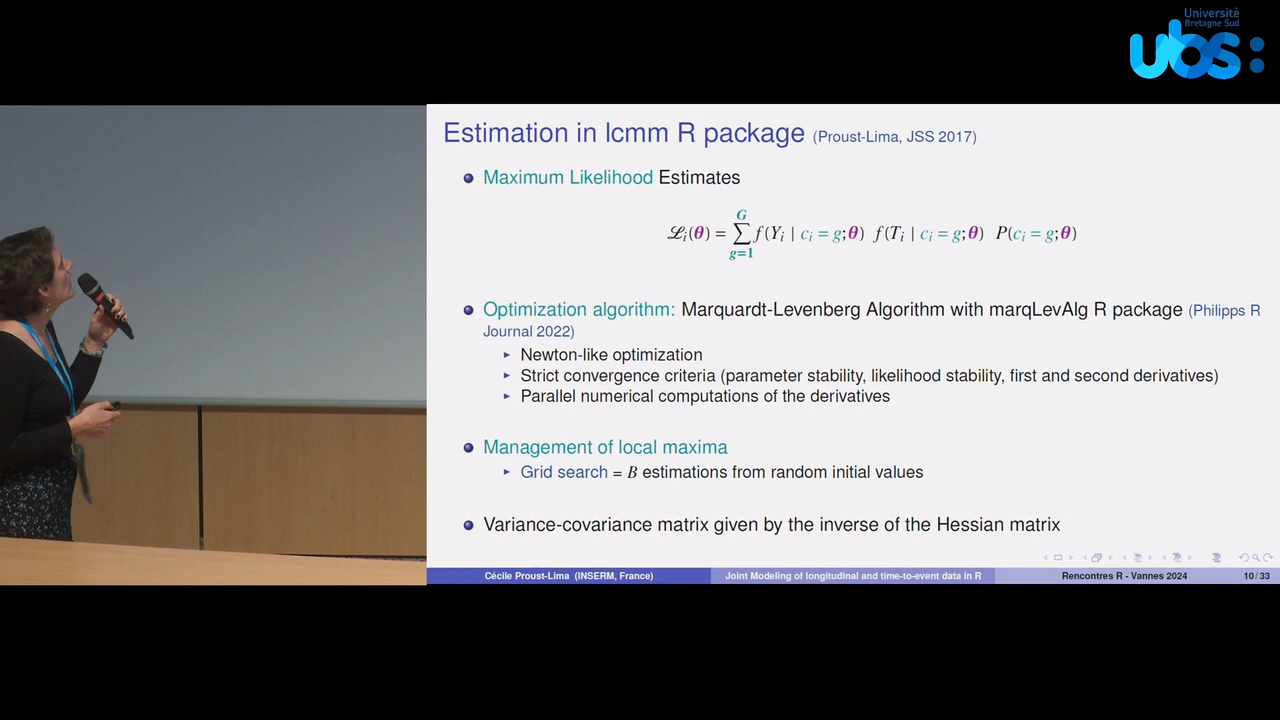 Université
Bretagne Sud
ubs:
Estimation in lcmm R package (Proust-Lima, JSS 2017)
Maximum Likelihood Estimates
ℒi(θ) = ∑_{g=1}^{G} f(Yi | ci = g;θ) f(Ti | ci = g;θ) P(ci = g;θ)
Optimization algorithm: Marquardt-Levenberg Algorithm with marqLevAlg R package (Philipps R
Journal 2022)
Newton-like optimization
Strict convergence criteria (parameter stability, likelihood stability, first and second derivatives)
Parallel numerical computations of the derivatives
Management of local maxima
Grid search = B estimations from random initial values
Variance-covariance matrix given by the inverse of the Hessian matrix
Cécile Proust-Lima (INSERM, France) Joint Modeling of longitudinal and time-to-event data in R Rencontres R - Vannes 2024 10/33